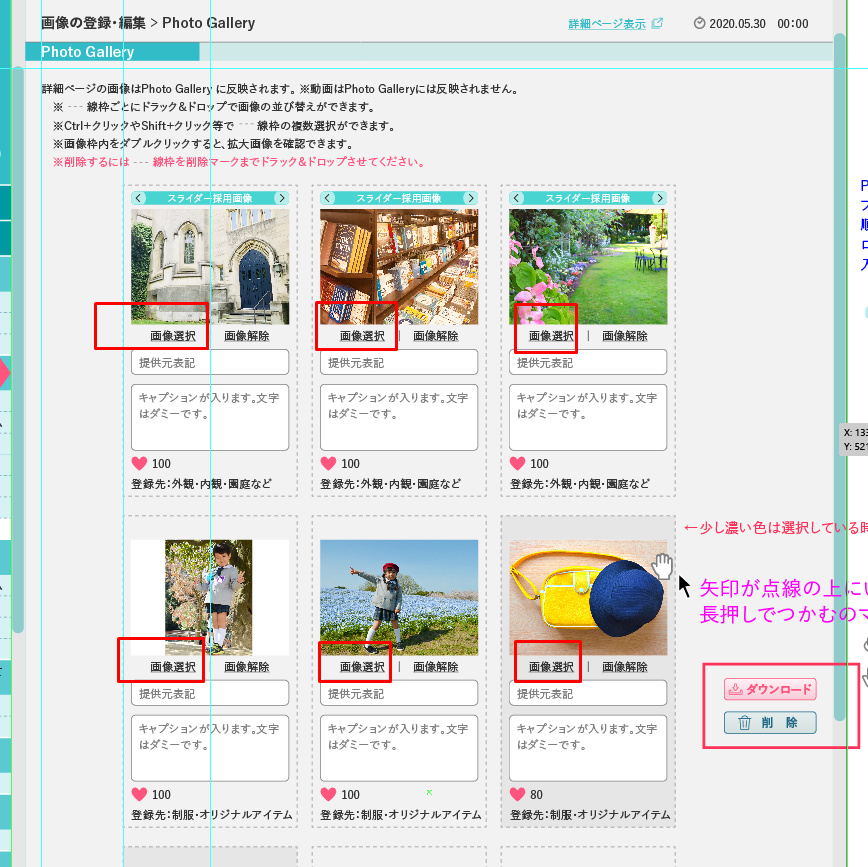 画像の登録・編集 > Photo Gallery
詳細ページ表示
2020.05.30 00:00
Photo Gallery
詳細ページの画像はPhoto Gallery に反映されます。※動画はPhoto Galleryには反映されません。
※ --- 線枠ごとにドラック&ドロップで画像の並び替えができます。
※Ctrl+クリックやShift+クリック等で --- 線枠の複数選択ができます。
※画像枠内をダブルクリックすると、拡大画像を確認できます。
※削除するには --- 線枠を削除マークまでドラック&ドロップさせてください。
スライダー採用画像 スライダー採用画像 スライダー採用画像
画像選択 画像解除 画像選択 | 画像解除 画像選択 | 画像解除
提供元表記 提供元表記 提供元表記
キャプションが入ります。文字 キャプションが入ります。文字 キャプションが入ります。文字
はダミーです。 はダミーです。 はダミーです。
100 100 100
登録先:外観・内観・園庭など 登録先:外観・内観・園庭など 登録先:外観・内観・園庭など
←少し濃い色は選択している時
矢印が点線の上にい
長押しでつかむのマ
画像選択 画像解除 画像選択 | 画像解除 画像選択 | 画像解除
提供元表記 提供元表記 提供元表記
ダウンロード
削 除
キャプションが入ります。文字 キャプションが入ります。文字 キャプションが入ります。文字
はダミーです。 はダミーです。 はダミーです。
100 100 80
登録先:制服・オリジナルアイテム 登録先:制服・オリジナルアイテム 登録先:制服・オリジナルアイテム
X: 133
Y: 521